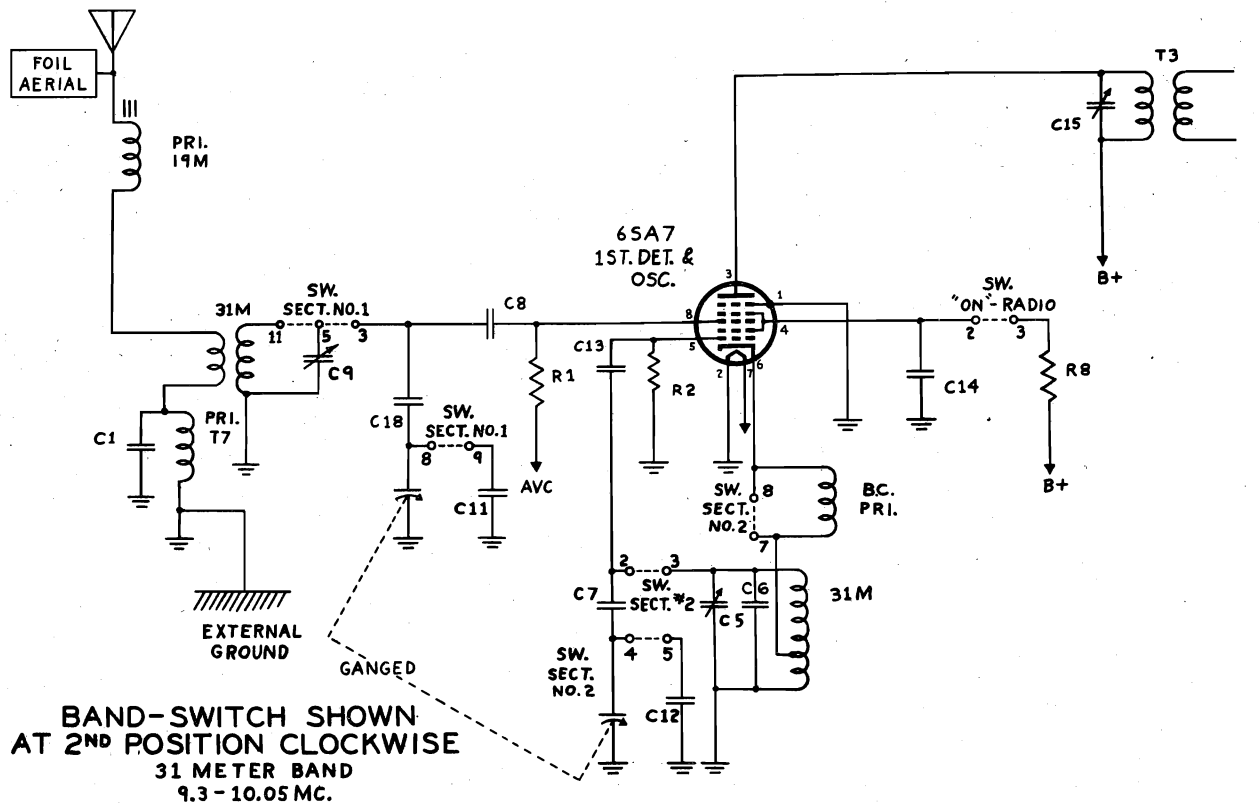 FOIL
AERIAL
PRI.
19M
T3
C15
B+
6SA7
1ST. DET. &
OSC.
3
1
8
4
5
6
2
7
SW.
"ON"-RADIO
2
3
R8
C14
B+
31M
SW.
SECT. NO.1
11
5
3
C9
C8
C13
R1
R2
C18
SW.
SECT. NO.1
8
9
C11
AVC
PRI.
T7
C1
SW.
SECT.
NO.2
8
7
B.C.
PRI.
2
3
SW.
SECT. #2
C7
C5
C6
31M
4
5
SW.
SECT.
NO.2
C12
EXTERNAL
GROUND
GANGED
BAND-SWITCH SHOWN
AT 2ND POSITION CLOCKWISE
31 METER BAND
9.3-10.05 MC.